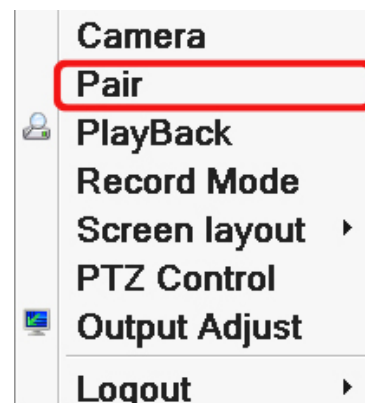 Camera
Pair
PlayBack
Record Mode
Screen layout
PTZ Control
Output Adjust
Logout